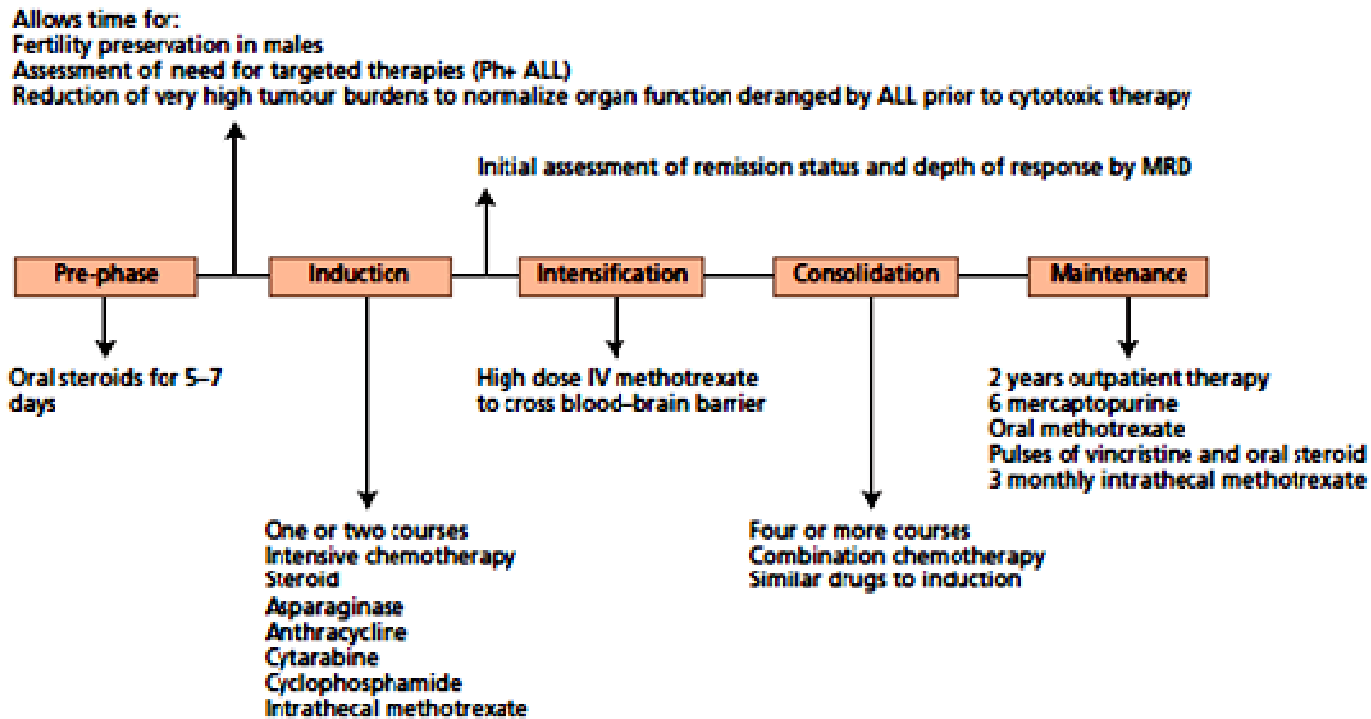 Allows time for:
Fertility preservation in males
Assessment of need for targeted therapies (Ph+ ALL)
Reduction of very high tumour burdens to normalize organ function deranged by ALL prior to cytotoxic therapy
Initial assessment of remission status and depth of response by MRD
Pre-phase
Induction
Intensification
Consolidation
Maintenance
Oral steroids for 5–7
days
High dose IV methotrexate
to cross blood–brain barrier
2 years outpatient therapy
6 mercaptopurine
Oral methotrexate
Pulses of vincristine and oral steroid
3 monthly intrathecal methotrexate
One or two courses
Intensive chemotherapy
Steroid
Asparaginase
Anthracycline
Cytarabine
Cyclophosphamide
Intrathecal methotrexate
Four or more courses
Combination chemotherapy
Similar drugs to induction